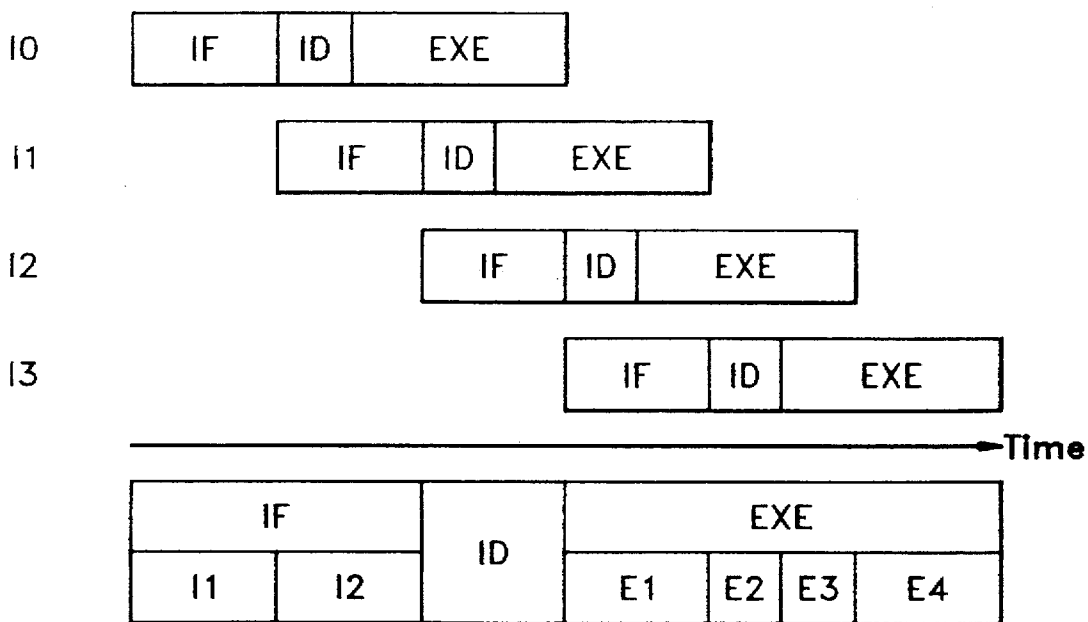 I0 IF ID EXE
I1 IF ID EXE
I2 IF ID EXE
I3 IF ID EXE
Time
IF ID EXE
I1 I2 E1 E2 E3 E4